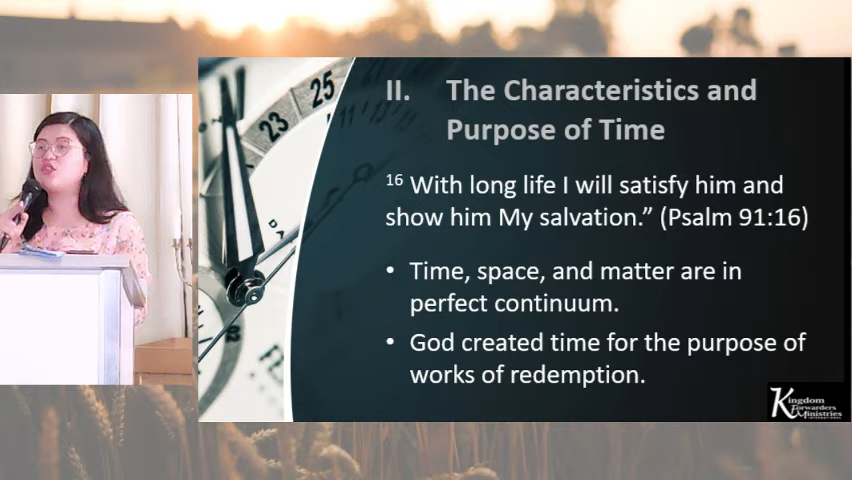 II. The Characteristics and
Purpose of Time
16 With long life I will satisfy him and
show him My salvation.” (Psalm 91:16)
• Time, space, and matter are in
perfect continuum.
• God created time for the purpose of
works of redemption.
23
25
Kingdom
Forwarders
Ministries